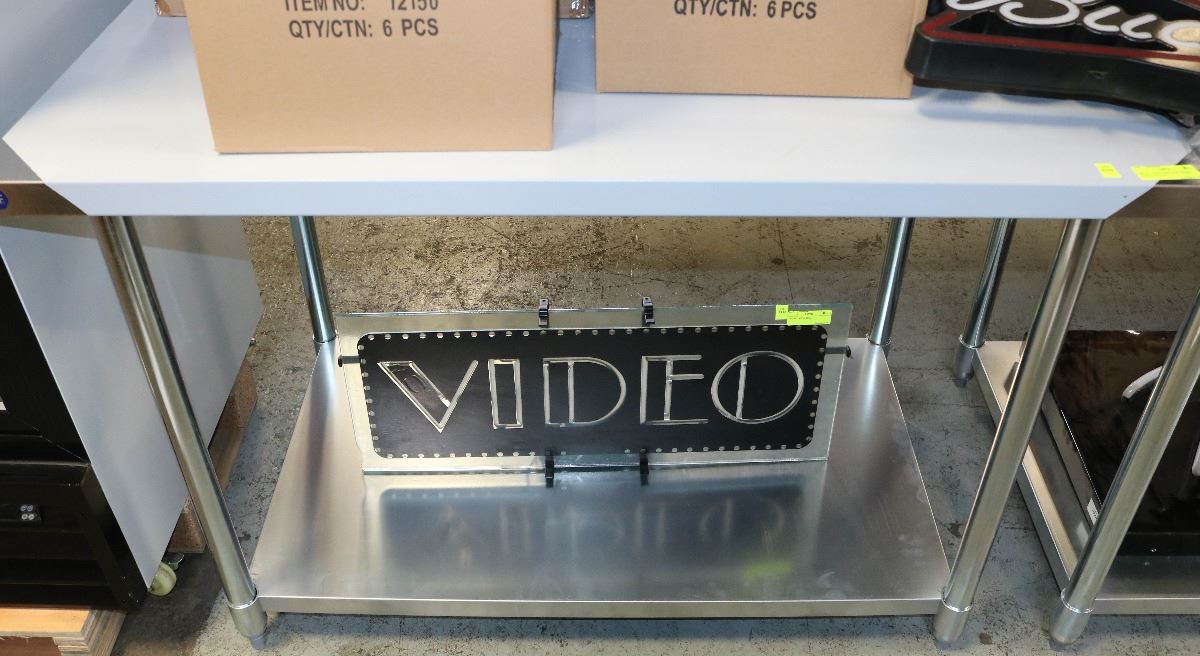 ITEM NO: 12150
QTY/CTN: 6 PCS
QTY/CTN: 6 PCS
VIDEO